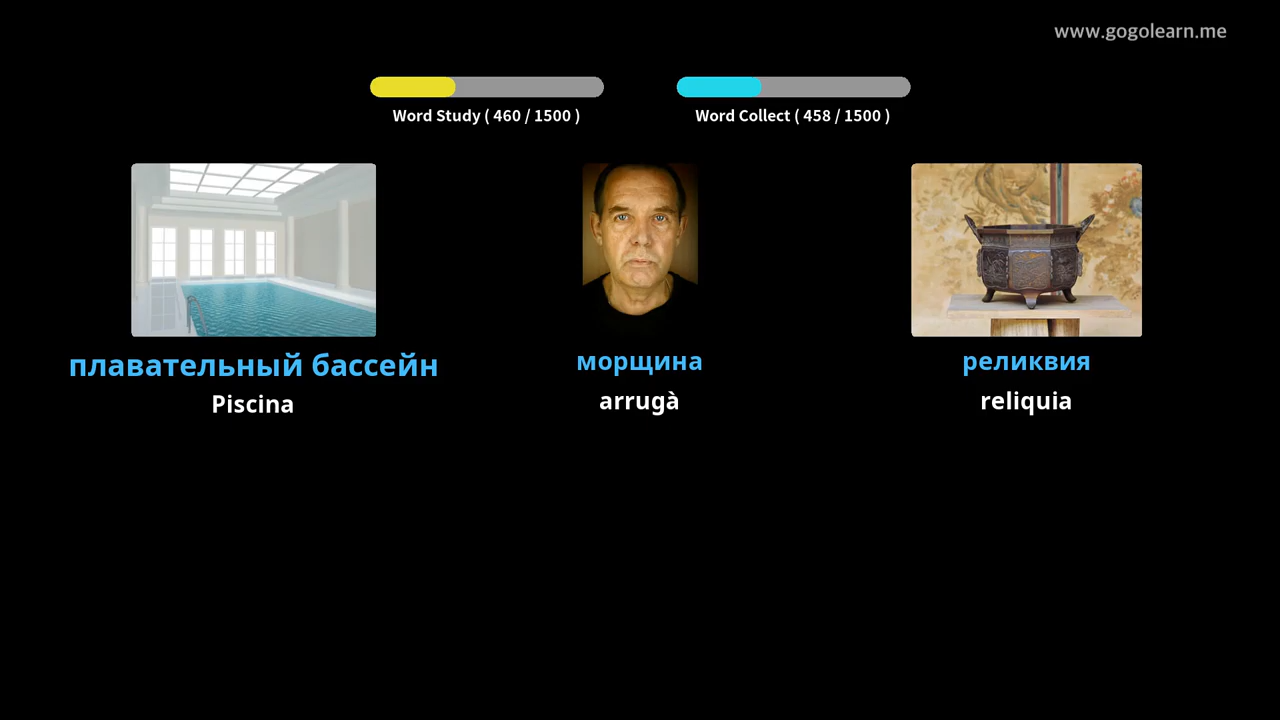 www.gogolearn.me
Word Study ( 460 / 1500 )
Word Collect ( 458 / 1500 )
плавательный бассейн
Piscina
морщина
arrugà
реликвия
reliquia